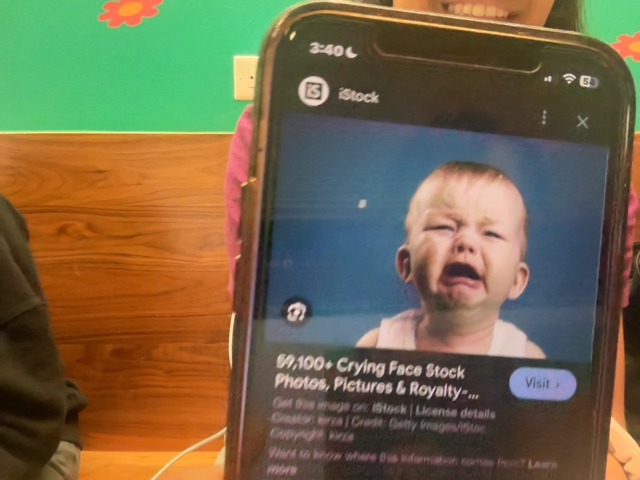 3:40
iStock
59,100+ Crying Face Stock
Photos, Pictures & Royalty-...
Visit ›
Get this image on: iStock | License details
Creator: kirza | Credit: Getty Images/iStoc
Copyright: kirza
Want to know where this information comes from? Learn
more